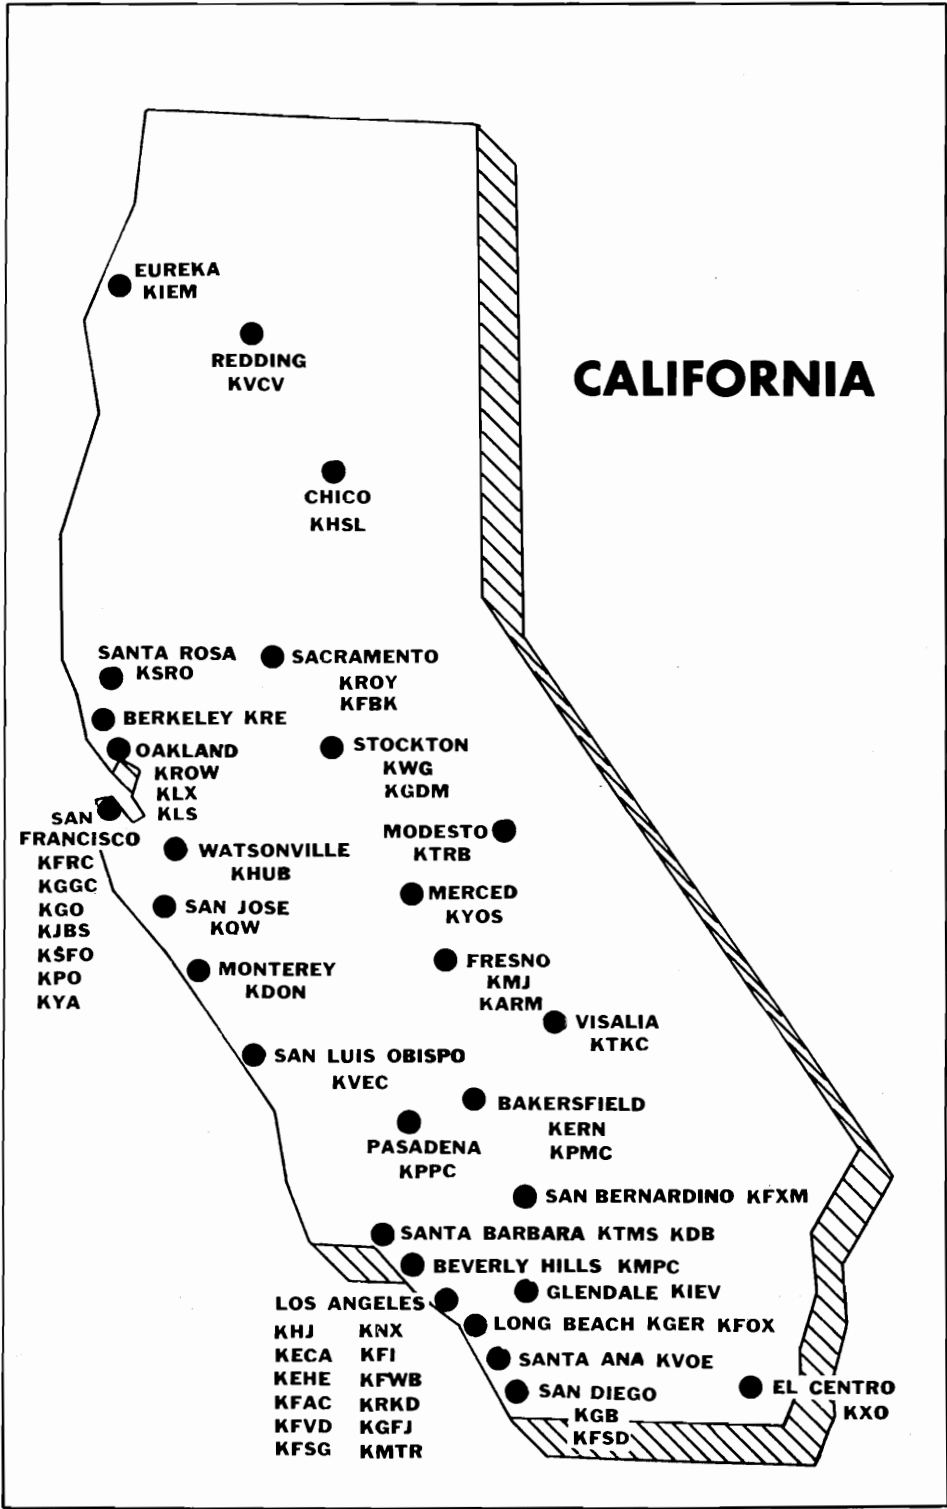 EUREKA
KIEM
REDDING
KVCV
CALIFORNIA
CHICO
KHSL
SANTA ROSA
KSRO
SACRAMENTO
KROY
KFBK
BERKELEY KRE
OAKLAND
KROW
KLX
KLS
STOCKTON
KWG
KGDM
SAN
FRANCISCO
KFRC
KGGC
KGO
KJBS
KSFO
KPO
KYA
MODESTO
KTRB
WATSONVILLE
KHUB
MERCED
KYOS
SAN JOSE
KQW
FRESNO
KMJ
KARM
MONTEREY
KDON
VISALIA
KTKC
SAN LUIS OBISPO
KVEC
BAKERSFIELD
KERN
KPMC
PASADENA
KPPC
SAN BERNARDINO KFXM
SANTA BARBARA KTMS KDB
BEVERLY HILLS KMPC
GLENDALE KIEV
LOS ANGELES
KHJ KNX
KECA KFI
KEHE KFWB
KFAC KRKD
KFVD KGFJ
KFSG KMTR
LONG BEACH KGER KFOX
SANTA ANA KVOE
SAN DIEGO
KGB
KFSD
EL CENTRO
KXO